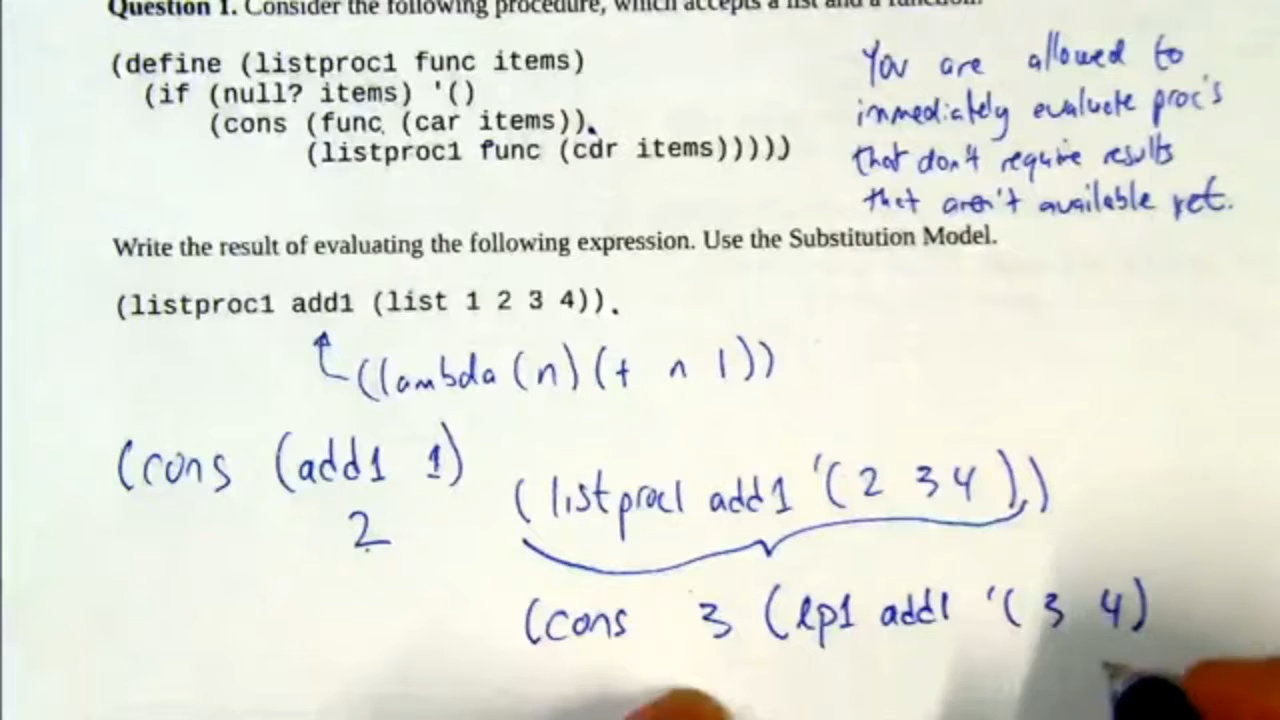 Question 1. Consider the following procedure, which accepts a list and a function.
(define (listproc1 func items)
(if (null? items) '()
(cons (func (car items))
(listproc1 func (cdr items)))))
You are allowed to
immediately evaluate proc's
that don't require results
that aren't available yet.
Write the result of evaluating the following expression. Use the Substitution Model.
(listproc1 add1 (list 1 2 3 4)).
((lambda (n) (+ n 1))
(cons (add1 1)
(listproc1 add1 '(2 3 4)))
2
(cons 3 (lp1 add1 '(3 4)